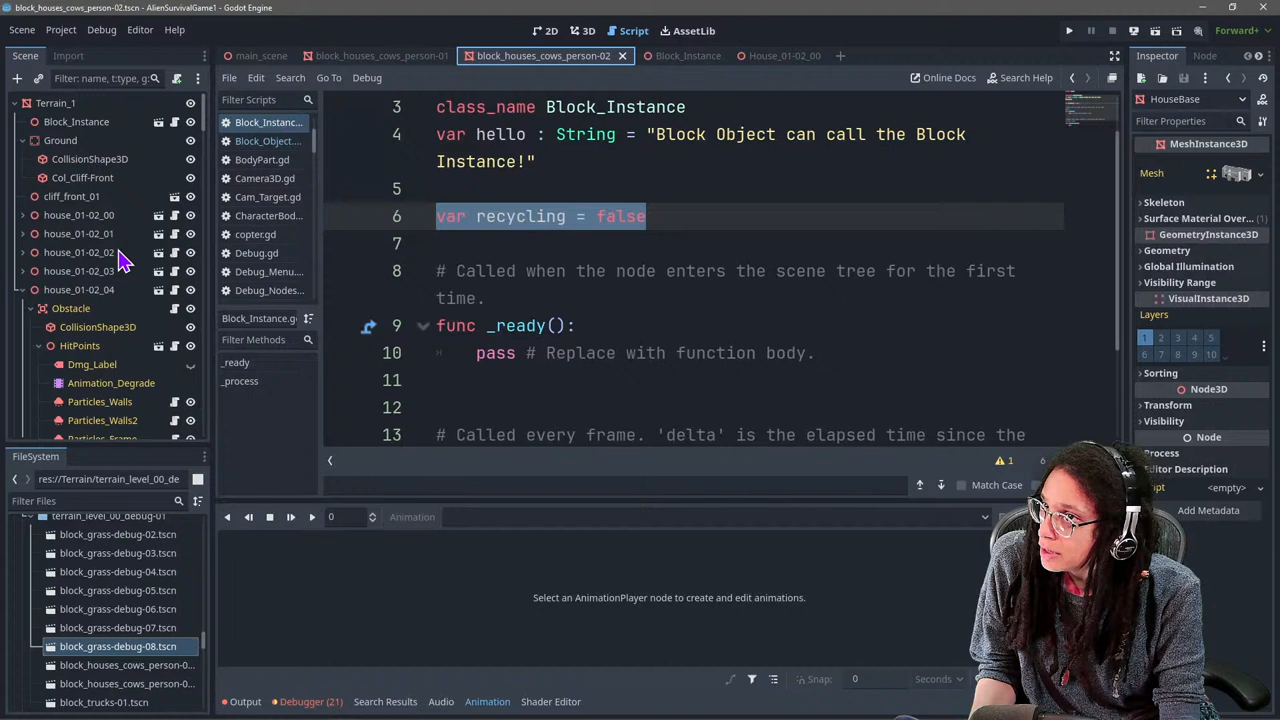 block_houses_cows_person-02.tscn - AlienSurvivalGame1 - Godot Engine
Scene Project Debug Editor Help
2D 3D Script AssetLib
Forward+
Scene Import
main_scene block_houses_cows_person-01 block_houses_cows_person-02 Block_Instance House_01-02_00
Inspector Node
Filter: name, t:type, g:
File Edit Search Go To Debug
Online Docs Search Help
Terrain_1
Block_Instance
Ground
CollisionShape3D
Col_Cliff-Front
cliff_front_01
house_01-02_00
house_01-02_01
house_01-02_02
house_01-02_03
house_01-02_04
Obstacle
CollisionShape3D
HitPoints
Dmg_Label
Animation_Degrade
Particles_Walls
Particles_Walls2
Particles_Frame
Filter Scripts
Block_Instanc...
Block_Object....
BodyPart.gd
Camera3D.gd
Cam_Target.gd
CharacterBod...
copter.gd
Debug.gd
Debug_Menu....
Debug_Nodes...
Block_Instance.g
Filter Methods
_ready
_process
3 class_name Block_Instance
4 var hello : String = "Block Object can call the Block
Instance!"
5
6 var recycling = false
7
8 # Called when the node enters the scene tree for the first
time.
9 func _ready():
10 pass # Replace with function body.
11
12
13 # Called every frame. 'delta' is the elapsed time since the
1 6
Match Case
HouseBase
Filter Properties
MeshInstance3D
Mesh
Skeleton
Surface Material Over...
GeometryInstance3D
Geometry
Global Illumination
Visibility Range
VisualInstance3D
Layers
1 2 3 4 5
6 7 8 9 10
Sorting
Node3D
Transform
Visibility
Node
Process
Editor Description
<empty>
Add Metadata
FileSystem
res://Terrain/terrain_level_00_de
Filter Files
terrain_level_00_debug-01
block_grass-debug-02.tscn
block_grass-debug-03.tscn
block_grass-debug-04.tscn
block_grass-debug-05.tscn
block_grass-debug-06.tscn
block_grass-debug-07.tscn
block_grass-debug-08.tscn
block_houses_cows_person-0...
block_houses_cows_person-0...
block_trucks-01.tscn
0 Animation
Select an AnimationPlayer node to create and edit animations.
Snap: 0 Seconds
Output Debugger (21) Search Results Audio Animation Shader Editor